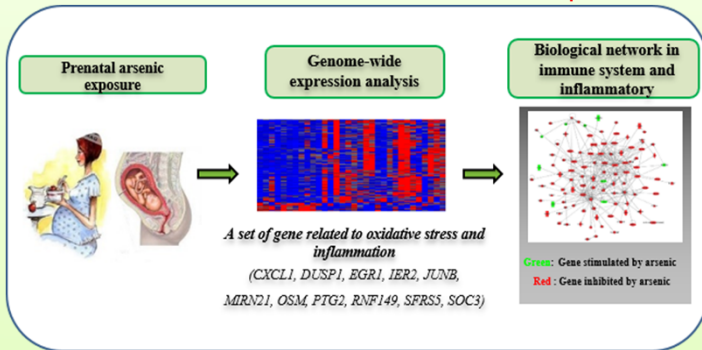 Prenatal arsenic
exposure
Genome-wide
expression analysis
Biological network in
immune system and
inflammatory
A set of gene related to oxidative stress and
inflammation
(CXCL1, DUSP1, EGR1, IER2, JUNB,
MIRN21, OSM, PTG2, RNF149, SFRS5, SOC3)
Green: Gene stimulated by arsenic
Red : Gene inhibited by arsenic